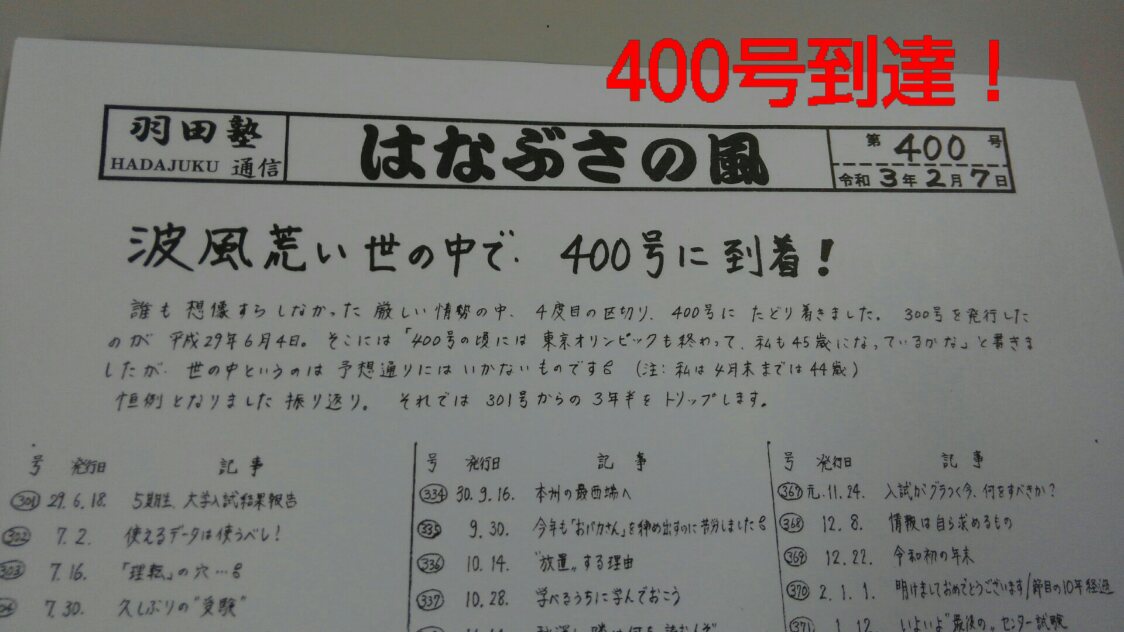 400号到達！
羽田塾
HADAJUKU 通信
はなぶさの風
第 400 号
令和 3年 2月 7日
波風荒い世の中で、400号に到着!
誰も想像すらしなかった厳しい情勢の中、4度目の区切り、400号にたどり着きました。 300号を発行した
のが平成29年6月4日。そこには「400号の頃には東京オリンピックも終わって、私も45歳になっているかな」と書きま
したが、世の中というのは予想通りにはいかないものです。 (注:私は4月末までは44歳)
恒例となりました振り返り。 それでは301号からの3年半をトリップします。
号 発行日 記事
301 29.6.18. 5期生、大学入試結果報告
302 7.2. 使えるデータは使うべし!
303 7.16. 「理転」の穴…。
7.30. 久しぶりの"受験"
号 発行日 記事
334 30.9.16. 本州の最西端へ
335 9.30. 今年も「おバカさん」を締め出すのに苦労しました。
336 10.14. "放置"する理由
337 10.28. 学べるうちに学んでおこう
号 発行日 記事
367 元.11.24. 入試がグラつく今、何をすべきか?
368 12.8. 情報は自ら求めるもの
369 12.22. 令和初の年末
370 2.1.1. 明けましておめでとうございます/節目の10年経過
371 1.12. いよいよ"最後の"センター試験